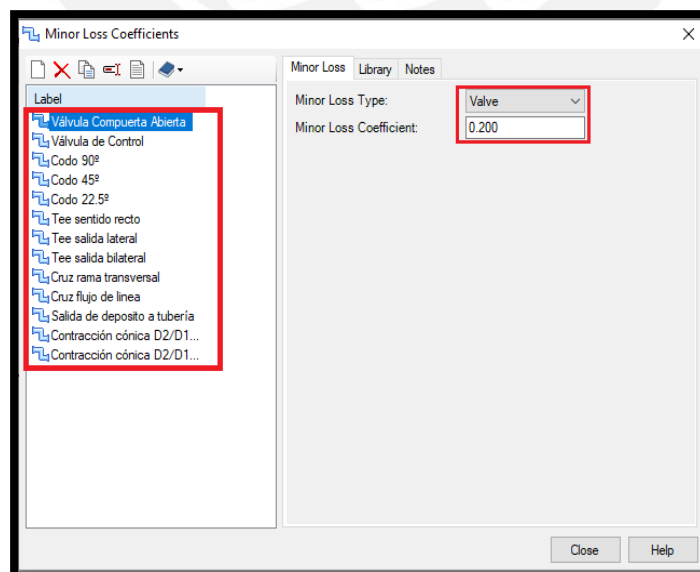 Minor Loss Coefficients
Label
Válvula Compuerta Abierta
Válvula de Control
Codo 90º
Codo 45º
Codo 22.5º
Tee sentido recto
Tee salida lateral
Tee salida bilateral
Cruz rama transversal
Cruz flujo de linea
Salida de deposito a tubería
Contracción cónica D2/D1...
Contracción cónica D2/D1...
Minor Loss Library Notes
Minor Loss Type: Valve
Minor Loss Coefficient: 0.200
Close Help